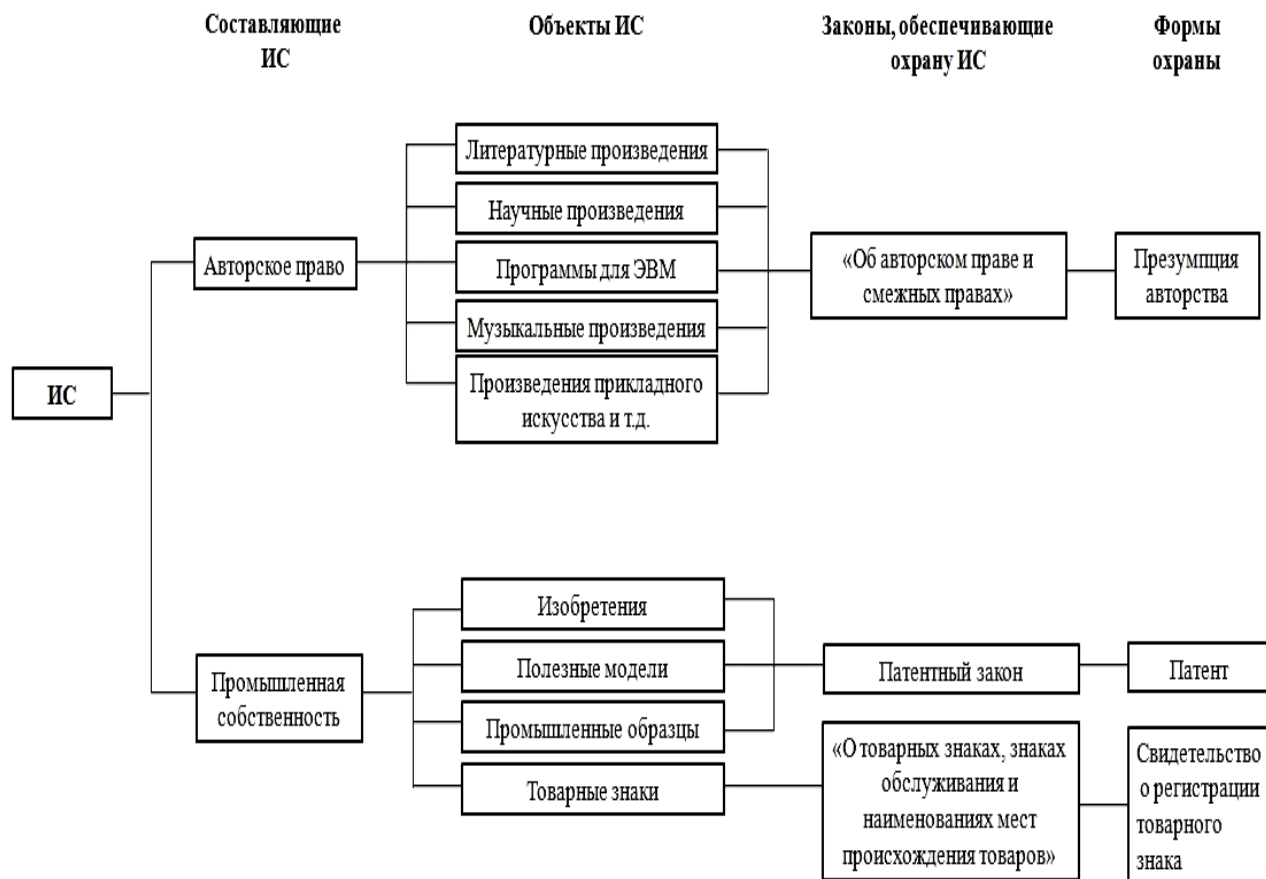 Составляющие
ИС
Объекты ИС
Законы, обеспечивающие
охрану ИС
Формы
охраны
ИС
Авторское право
Литературные произведения
Научные произведения
Программы для ЭВМ
Музыкальные произведения
Произведения прикладного
искусства и т.д.
«Об авторском праве и
смежных правах»
Презумпция
авторства
Промышленная
собственность
Изобретения
Полезные модели
Промышленные образцы
Товарные знаки
Патентный закон
Патент
«О товарных знаках, знаках
обслуживания и
наименованиях мест
происхождения товаров»
Свидетельство
о регистрации
товарного
знака